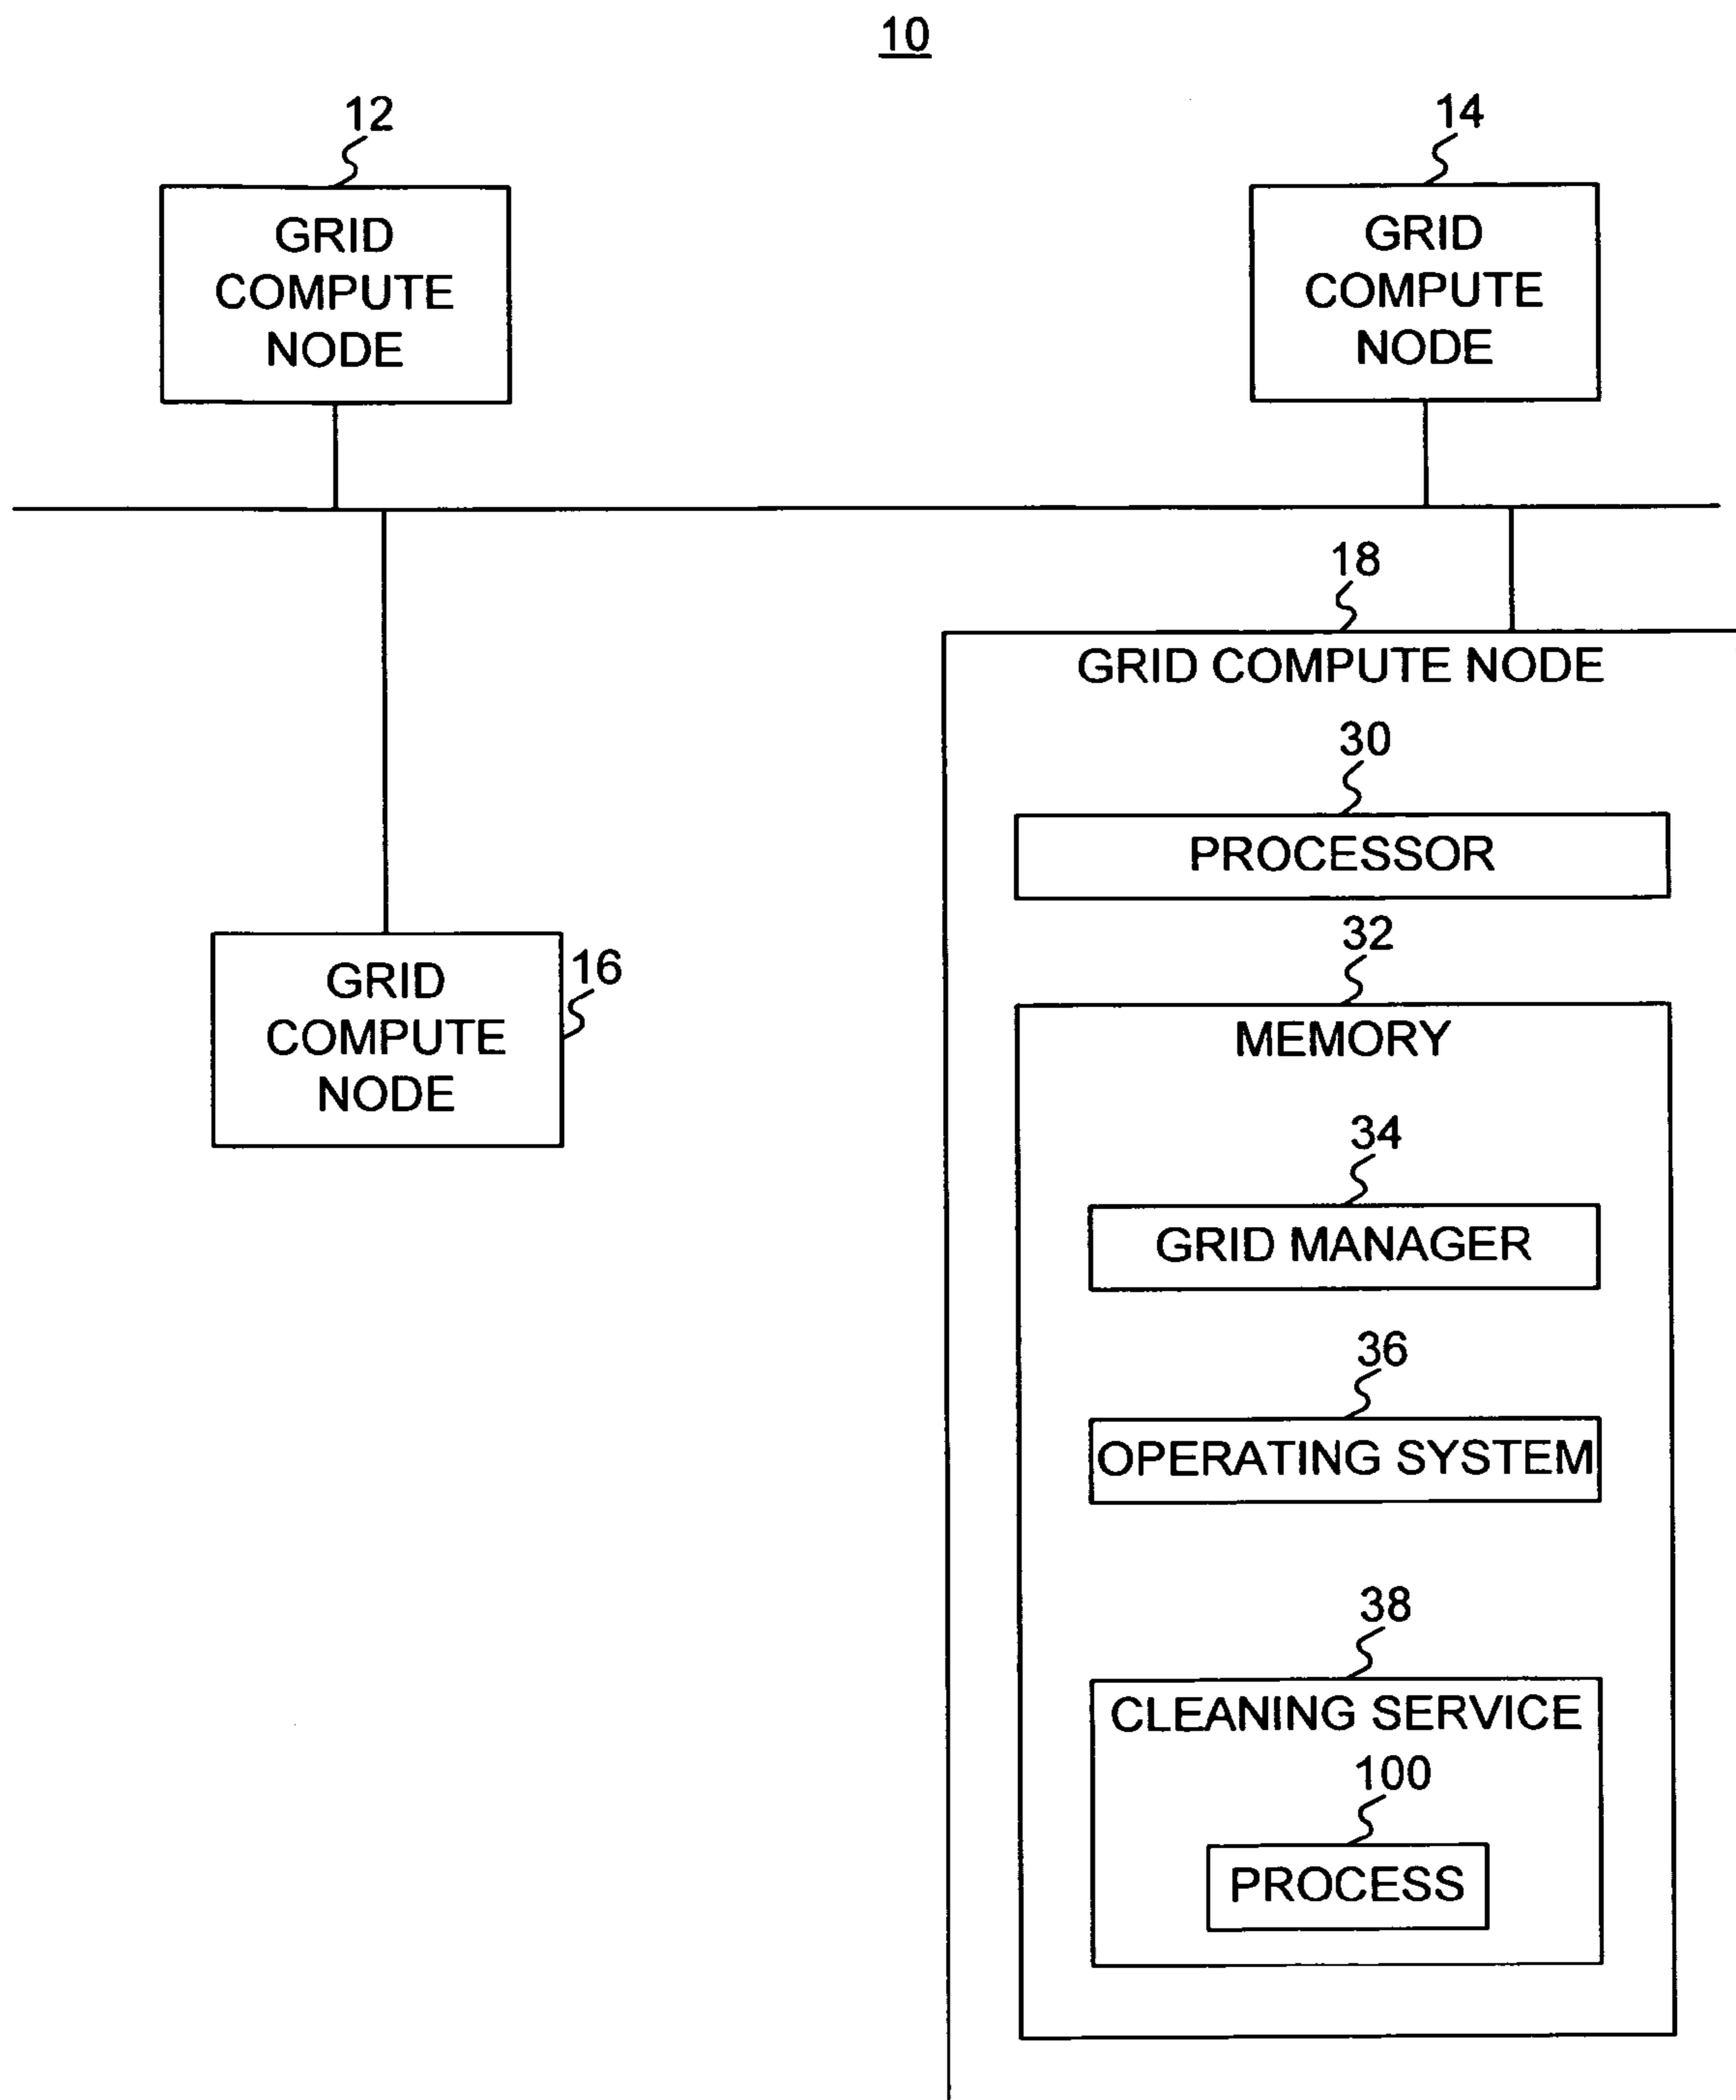 10
12
14
GRID
COMPUTE
NODE
GRID
COMPUTE
NODE
18
GRID COMPUTE NODE
30
PROCESSOR
32
16
GRID
COMPUTE
NODE
MEMORY
34
GRID MANAGER
36
OPERATING SYSTEM
38
CLEANING SERVICE
100
PROCESS